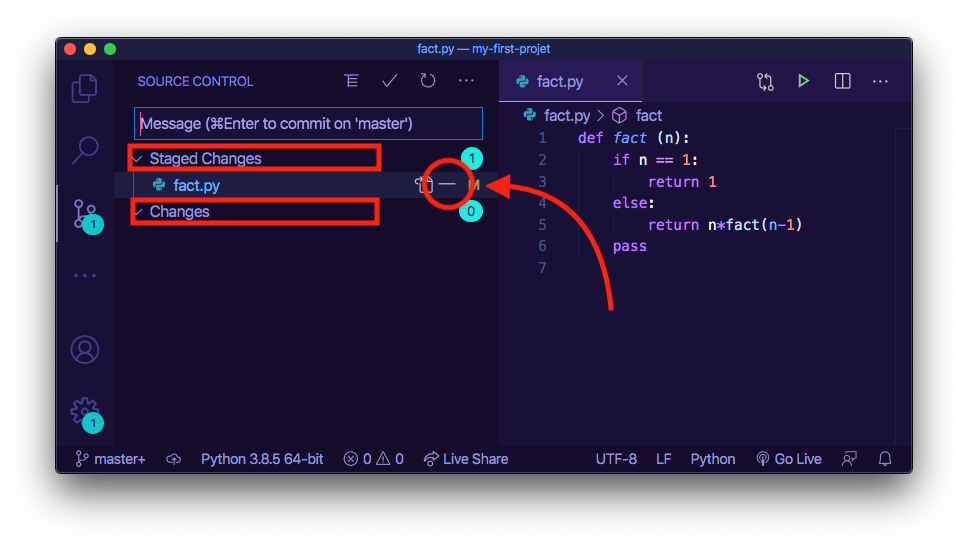 fact.py — my-first-projet
SOURCE CONTROL
Message (⌘Enter to commit on 'master')
Staged Changes 1
fact.py M
Changes 0
1
1
fact.py
fact.py > fact
1 def fact (n):
2 if n == 1:
3 return 1
4 else:
5 return n*fact(n-1)
6 pass
7
master+ Python 3.8.5 64-bit 0 0 Live Share UTF-8 LF Python Go Live